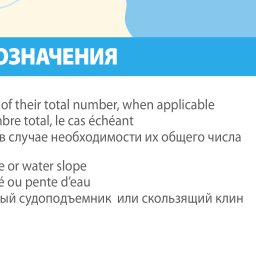 ОЗНАЧЕНИЯ
of their total number, when applicable
bre total, le cas échéant
в случае необходимости их общего числа
e or water slope
é ou pente d'eau
ый судоподъемник или скользящий клин